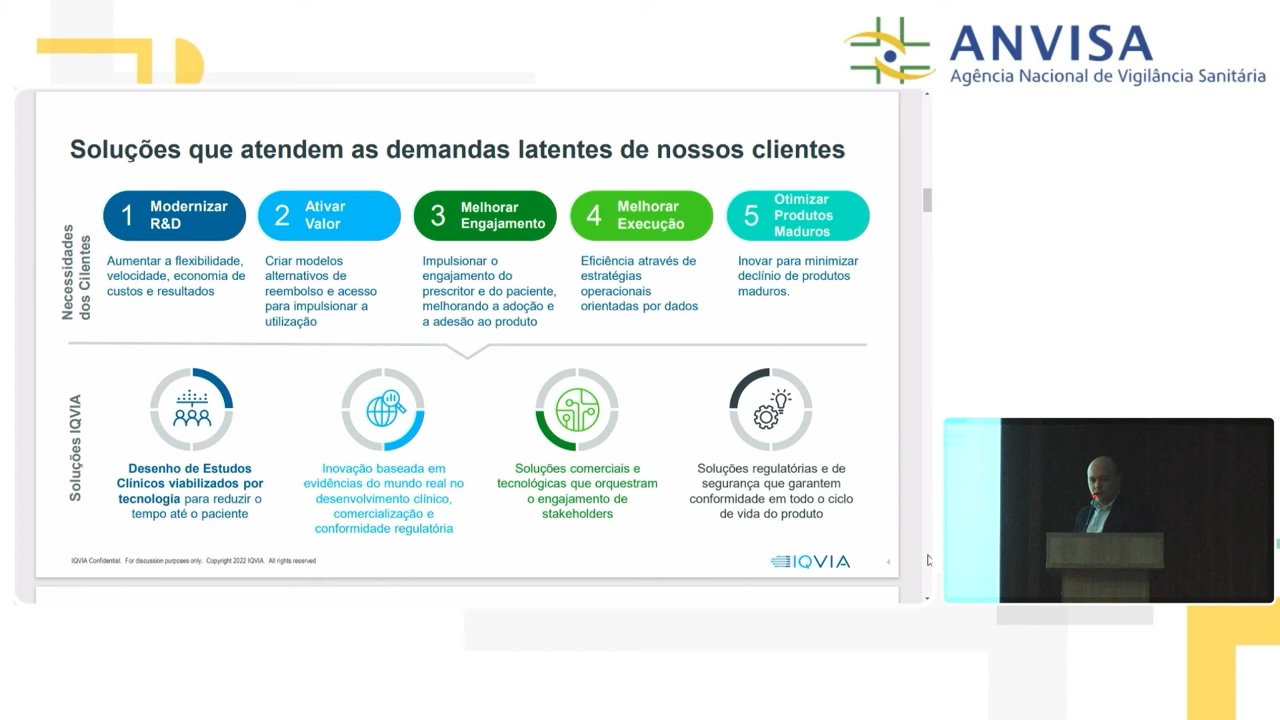 ANVISA
Agência Nacional de Vigilância Sanitária
Soluções que atendem as demandas latentes de nossos clientes
Necessidades
dos Cilentes
1 Modernizar
R&D
2 Ativar
Valor
3 Melhorar
Engajamento
4 Melhorar
Execução
5 Otimizar
Produtos
Maduros
Aumentar a flexibilidade,
velocidade, economia de
custos e resultados
Criar modelos
alternativos de
reembolso e acesso
para impulsionar a
utilização
Impulsionar o
engajamento do
prescritor e do paciente,
melhorando a adoção e
a adesão ao produto
Eficiência através de
estratégias
operacionais
orientadas por dados
Inovar para minimizar
declínio de produtos
maduros.
Soluções IQVIA
Desenho de Estudos
Clínicos viabilizados por
tecnologia para reduzir o
tempo até o paciente
Inovação baseada em
evidências do mundo real no
desenvolvimento clínico,
comercialização e
conformidade regulatória
Soluções comerciais e
tecnológicas que orquestram
o engajamento de
stakeholders
Soluções regulatórias e de
segurança que garantem
conformidade em todo o ciclo
de vida do produto
IQVIA Confidential. For discussion purposes only. Copyright 2022 IQVIA. All rights reserved
IQVIA
4